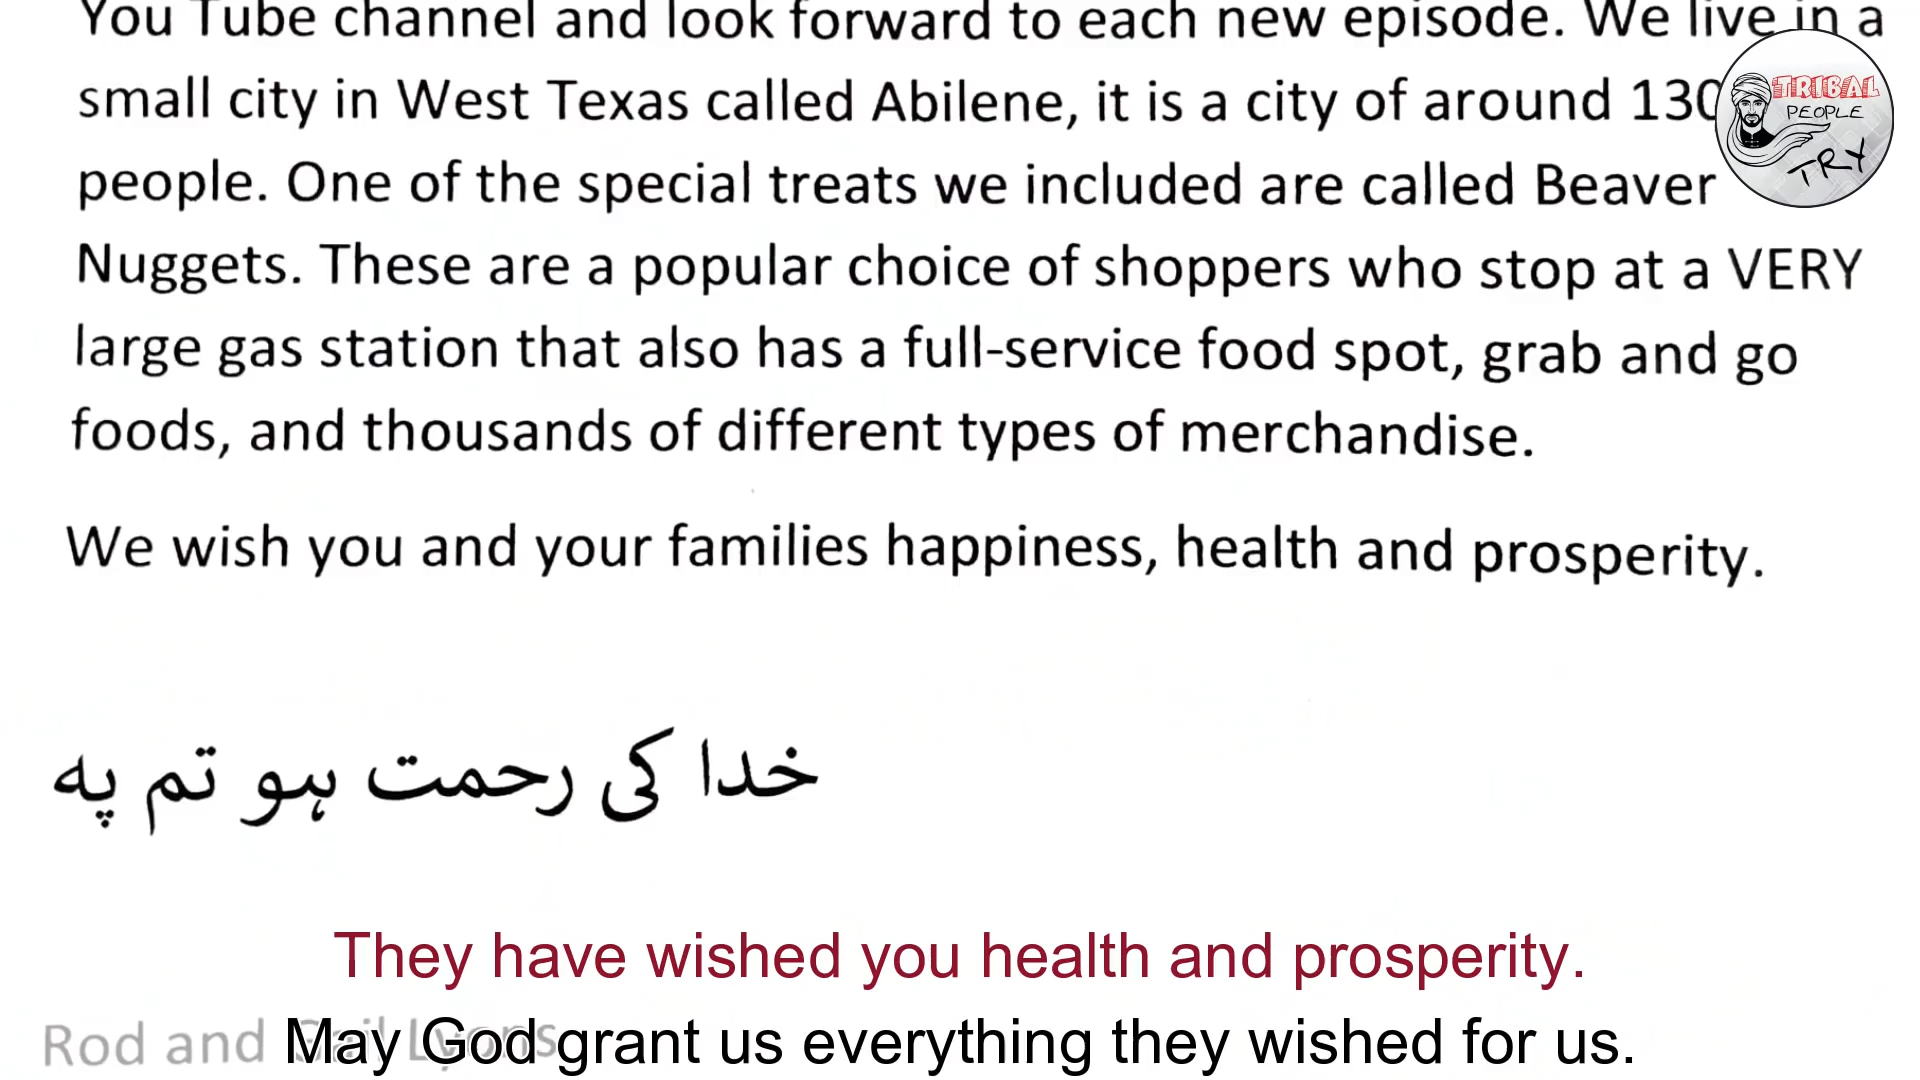 You Tube channel and look forward to each new episode. We live in a
small city in West Texas called Abilene, it is a city of around 130
people. One of the special treats we included are called Beaver
Nuggets. These are a popular choice of shoppers who stop at a VERY
large gas station that also has a full-service food spot, grab and go
foods, and thousands of different types of merchandise.
We wish you and your families happiness, health and prosperity.
خدا کی رحمت ہو تم پہ
They have wished you health and prosperity.
Rod and
May God grant us everything they wished for us.
TRIBAL
PEOPLE
TRY